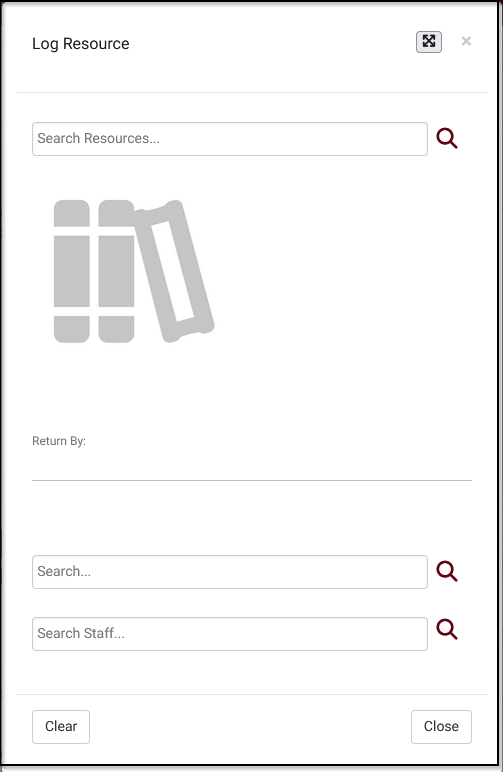 Log Resource
Search Resources...
Return By:
Search...
Search Staff...
Clear
Close